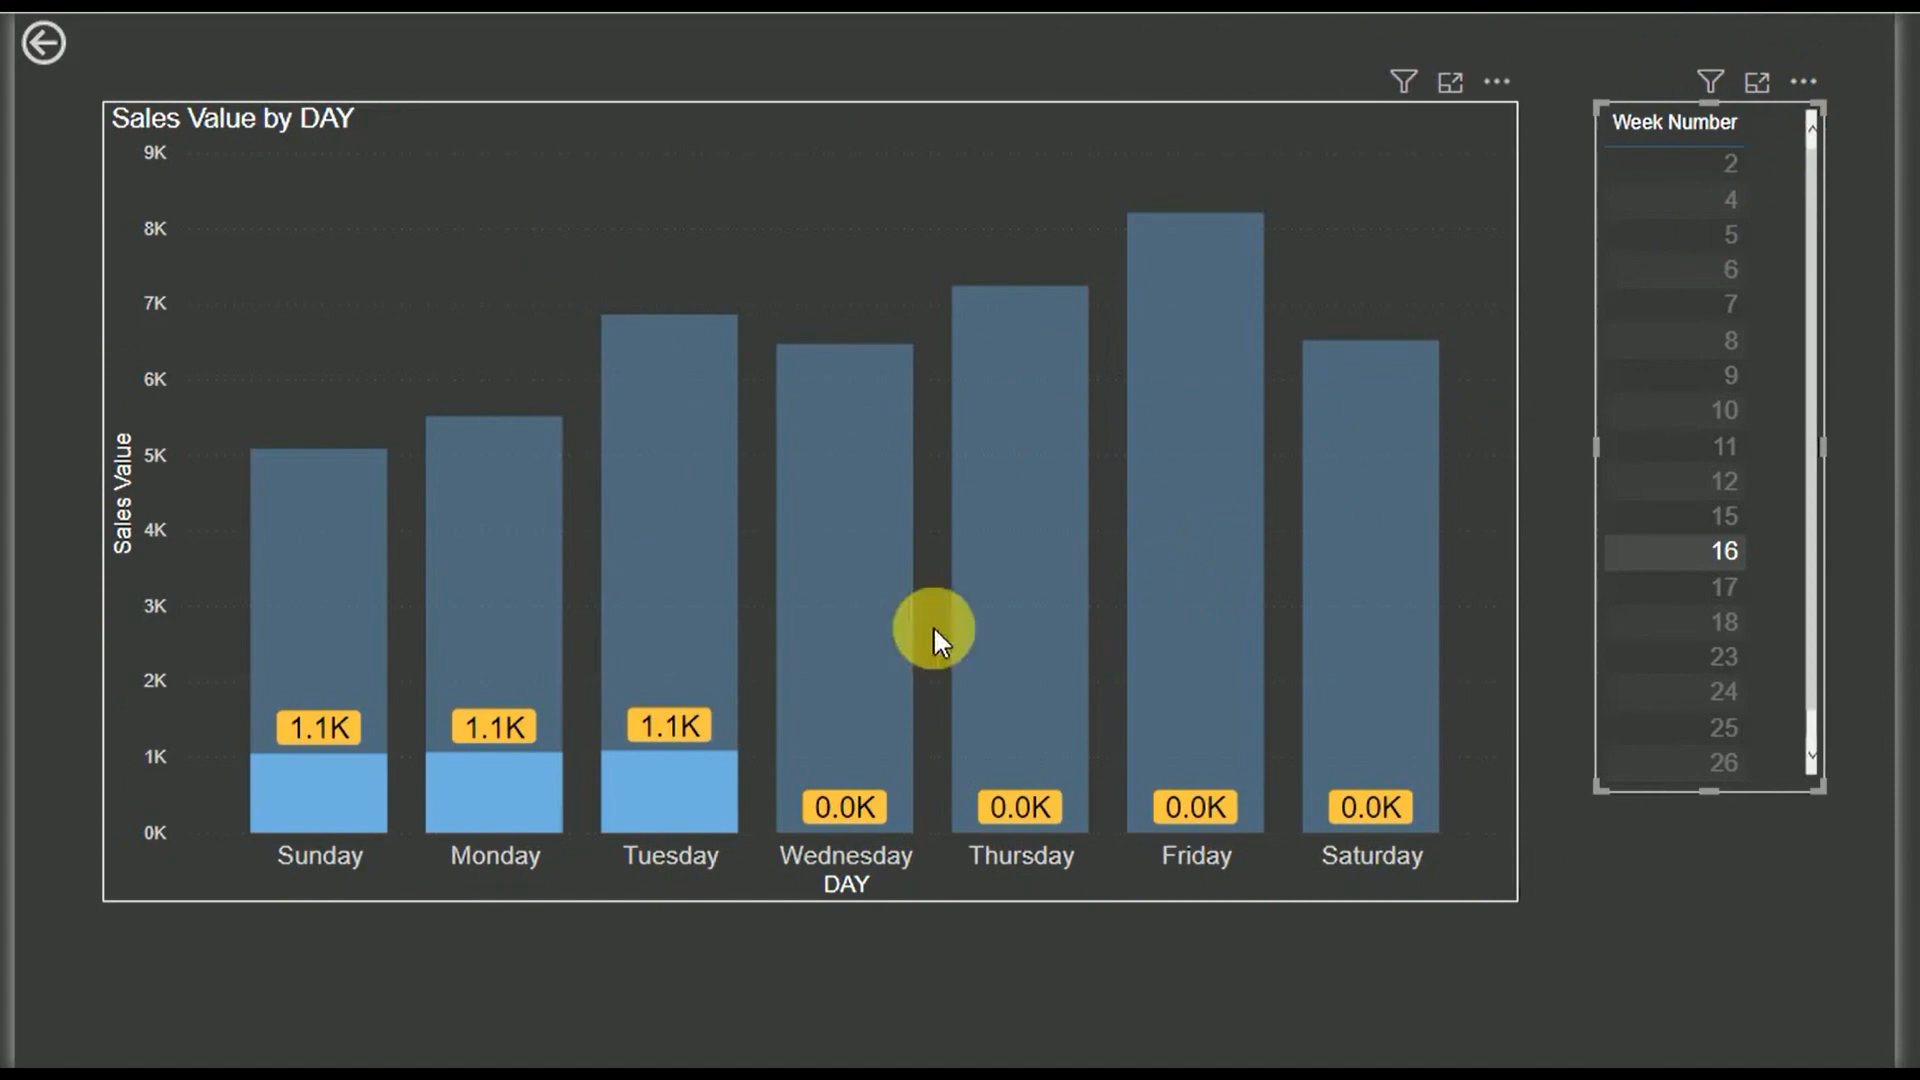 Sales Value by DAY
9K
8K
7K
6K
5K
4K
3K
2K
1K
0K
Sales Value
1.1K 1.1K 1.1K 0.0K 0.0K 0.0K 0.0K
Sunday Monday Tuesday Wednesday Thursday Friday Saturday
DAY
Week Number
2
4
5
6
7
8
9
10
11
12
15
16
17
18
23
24
25
26